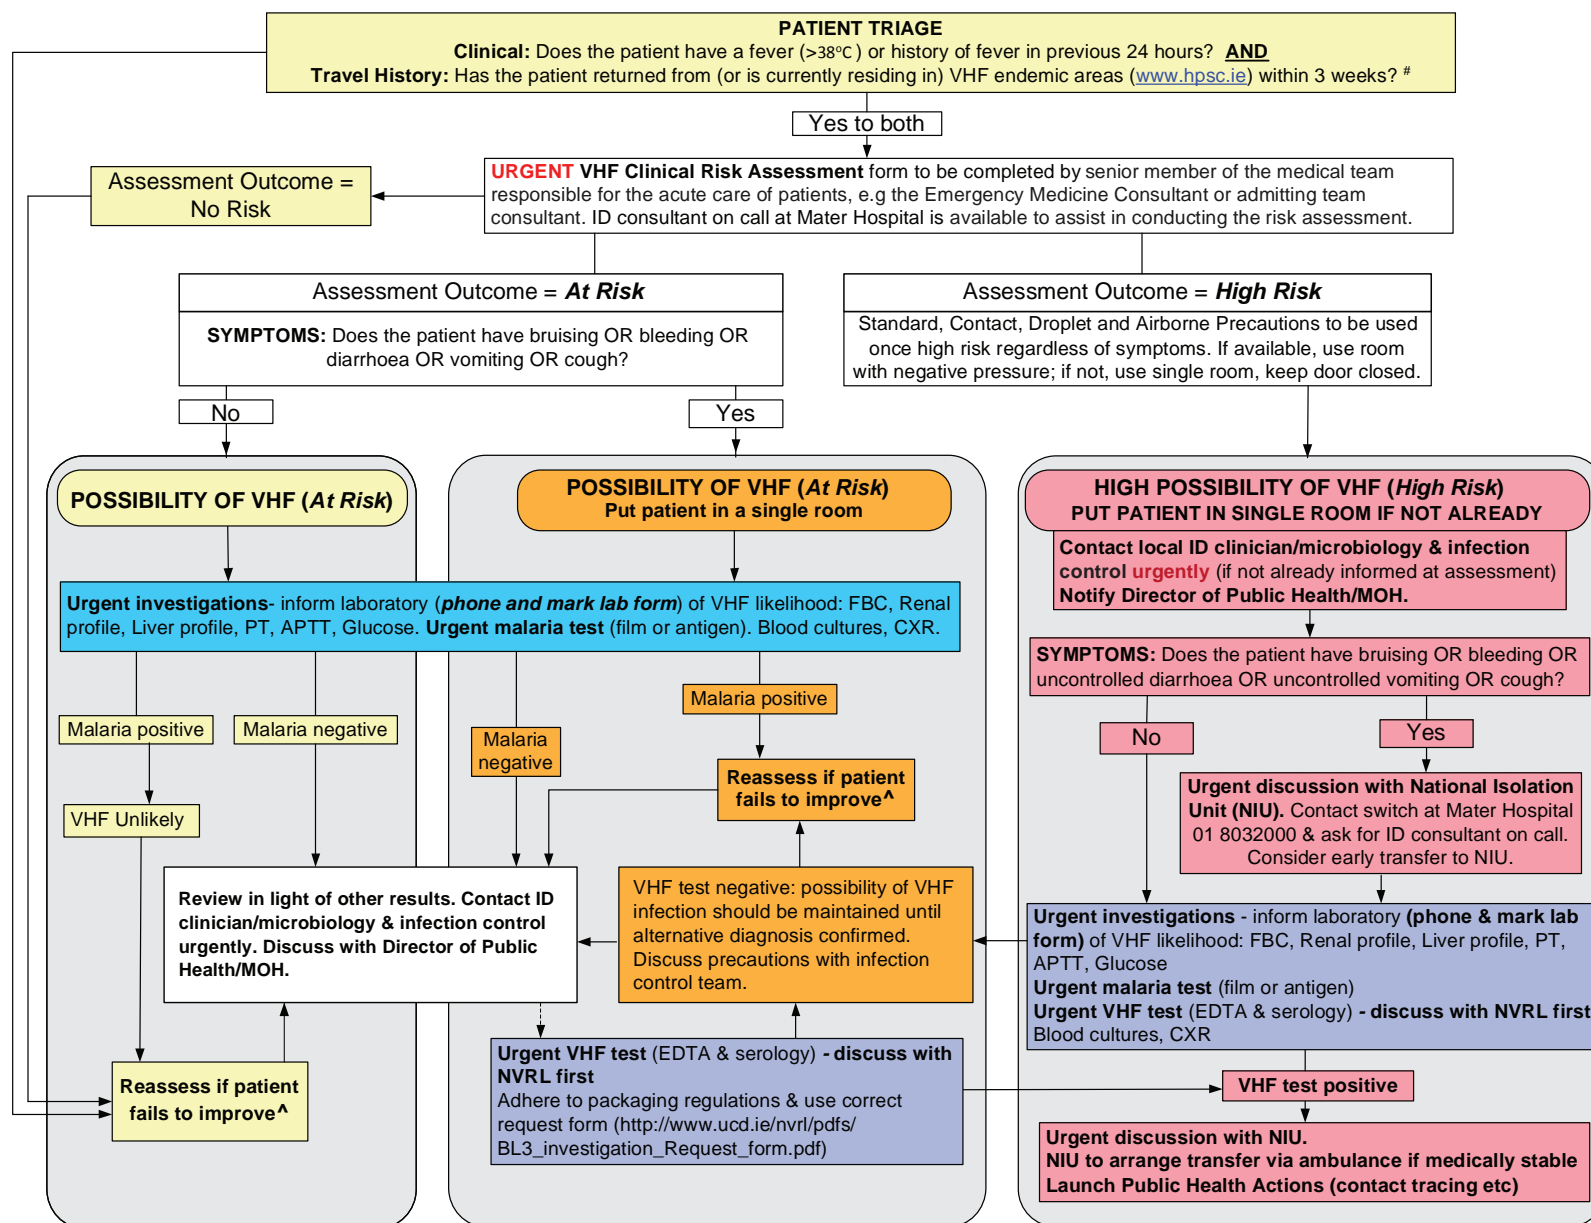 PATIENT TRIAGE
Clinical: Does the patient have a fever (>38°C) or history of fever in previous 24 hours? AND
Travel History: Has the patient returned from (or is currently residing in) VHF endemic areas (www.hpsc.ie) within 3 weeks? #
Yes to both
URGENT VHF Clinical Risk Assessment form to be completed by senior member of the medical team
responsible for the acute care of patients, e.g the Emergency Medicine Consultant or admitting team
consultant. ID consultant on call at Mater Hospital is available to assist in conducting the risk assessment.
Assessment Outcome =
No Risk
Assessment Outcome = At Risk
SYMPTOMS: Does the patient have bruising OR bleeding OR
diarrhoea OR vomiting OR cough?
Assessment Outcome = High Risk
Standard, Contact, Droplet and Airborne Precautions to be used
once high risk regardless of symptoms. If available, use room
with negative pressure; if not, use single room, keep door closed.
No
Yes
POSSIBILITY OF VHF (At Risk)
POSSIBILITY OF VHF (At Risk)
Put patient in a single room
HIGH POSSIBILITY OF VHF (High Risk)
PUT PATIENT IN SINGLE ROOM IF NOT ALREADY
Contact local ID clinician/microbiology & infection
control urgently (if not already informed at assessment)
Notify Director of Public Health/MOH.
Urgent investigations- inform laboratory (phone and mark lab form) of VHF likelihood: FBC, Renal
profile, Liver profile, PT, APTT, Glucose. Urgent malaria test (film or antigen). Blood cultures, CXR.
SYMPTOMS: Does the patient have bruising OR bleeding OR
uncontrolled diarrhoea OR uncontrolled vomiting OR cough?
Malaria positive
Malaria negative
Malaria
negative
Malaria positive
No
Yes
VHF Unlikely
Reassess if patient
fails to improve^
Urgent discussion with National Isolation
Unit (NIU). Contact switch at Mater Hospital
01 8032000 & ask for ID consultant on call.
Consider early transfer to NIU.
Review in light of other results. Contact ID
clinician/microbiology & infection control
urgently. Discuss with Director of Public
Health/MOH.
VHF test negative: possibility of VHF
infection should be maintained until
alternative diagnosis confirmed.
Discuss precautions with infection
control team.
Urgent investigations - inform laboratory (phone & mark lab
form) of VHF likelihood: FBC, Renal profile, Liver profile, PT,
APTT, Glucose
Urgent malaria test (film or antigen)
Urgent VHF test (EDTA & serology) - discuss with NVRL first
Blood cultures, CXR
Reassess if patient
fails to improve^
Urgent VHF test (EDTA & serology) - discuss with
NVRL first
Adhere to packaging regulations & use correct
request form (http://www.ucd.ie/nvrl/pdfs/
BL3_investigation_Request_form.pdf)
VHF test positive
Urgent discussion with NIU.
NIU to arrange transfer via ambulance if medically stable
Launch Public Health Actions (contact tracing etc)